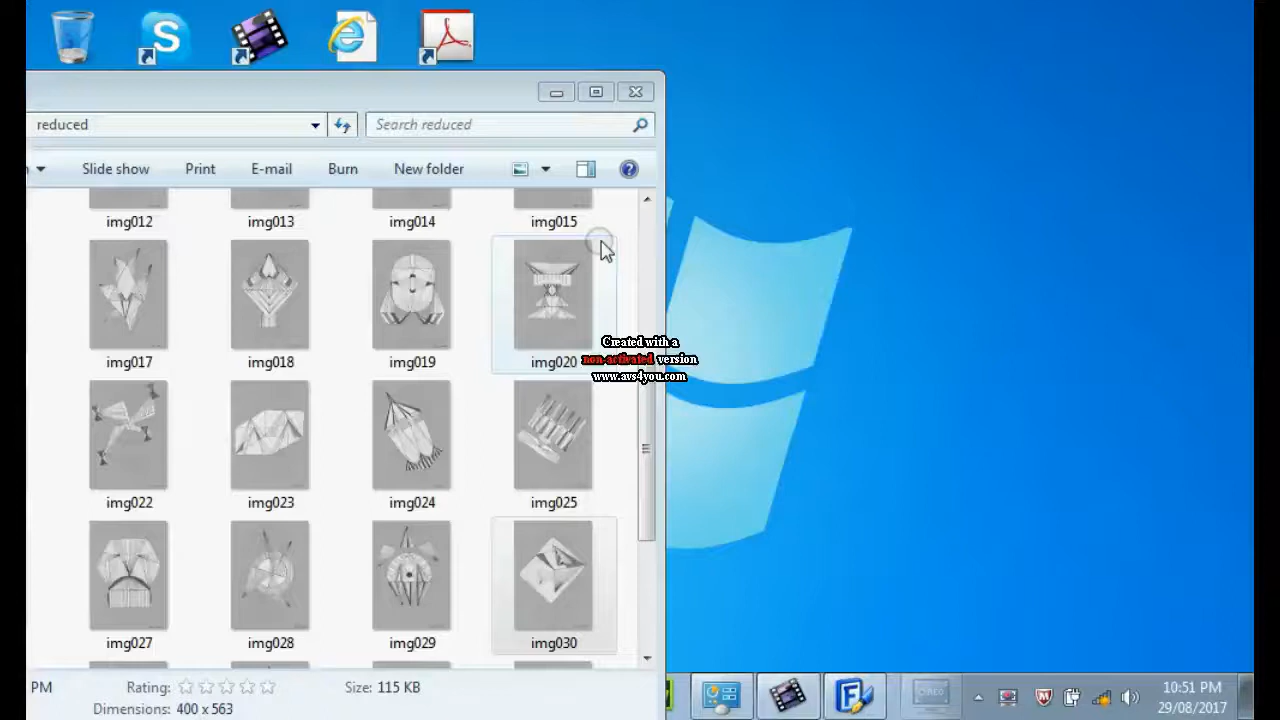 reduced
Search reduced
Slide show Print E-mail Burn New folder
img012 img013 img014 img015
img017 img018 img019 img020
Created with a
non-activated version
www.avs4you.com
img022 img023 img024 img025
img027 img028 img029 img030
PM Rating: Size: 115 KB
Dimensions: 400 x 563
10:51 PM
29/08/2017